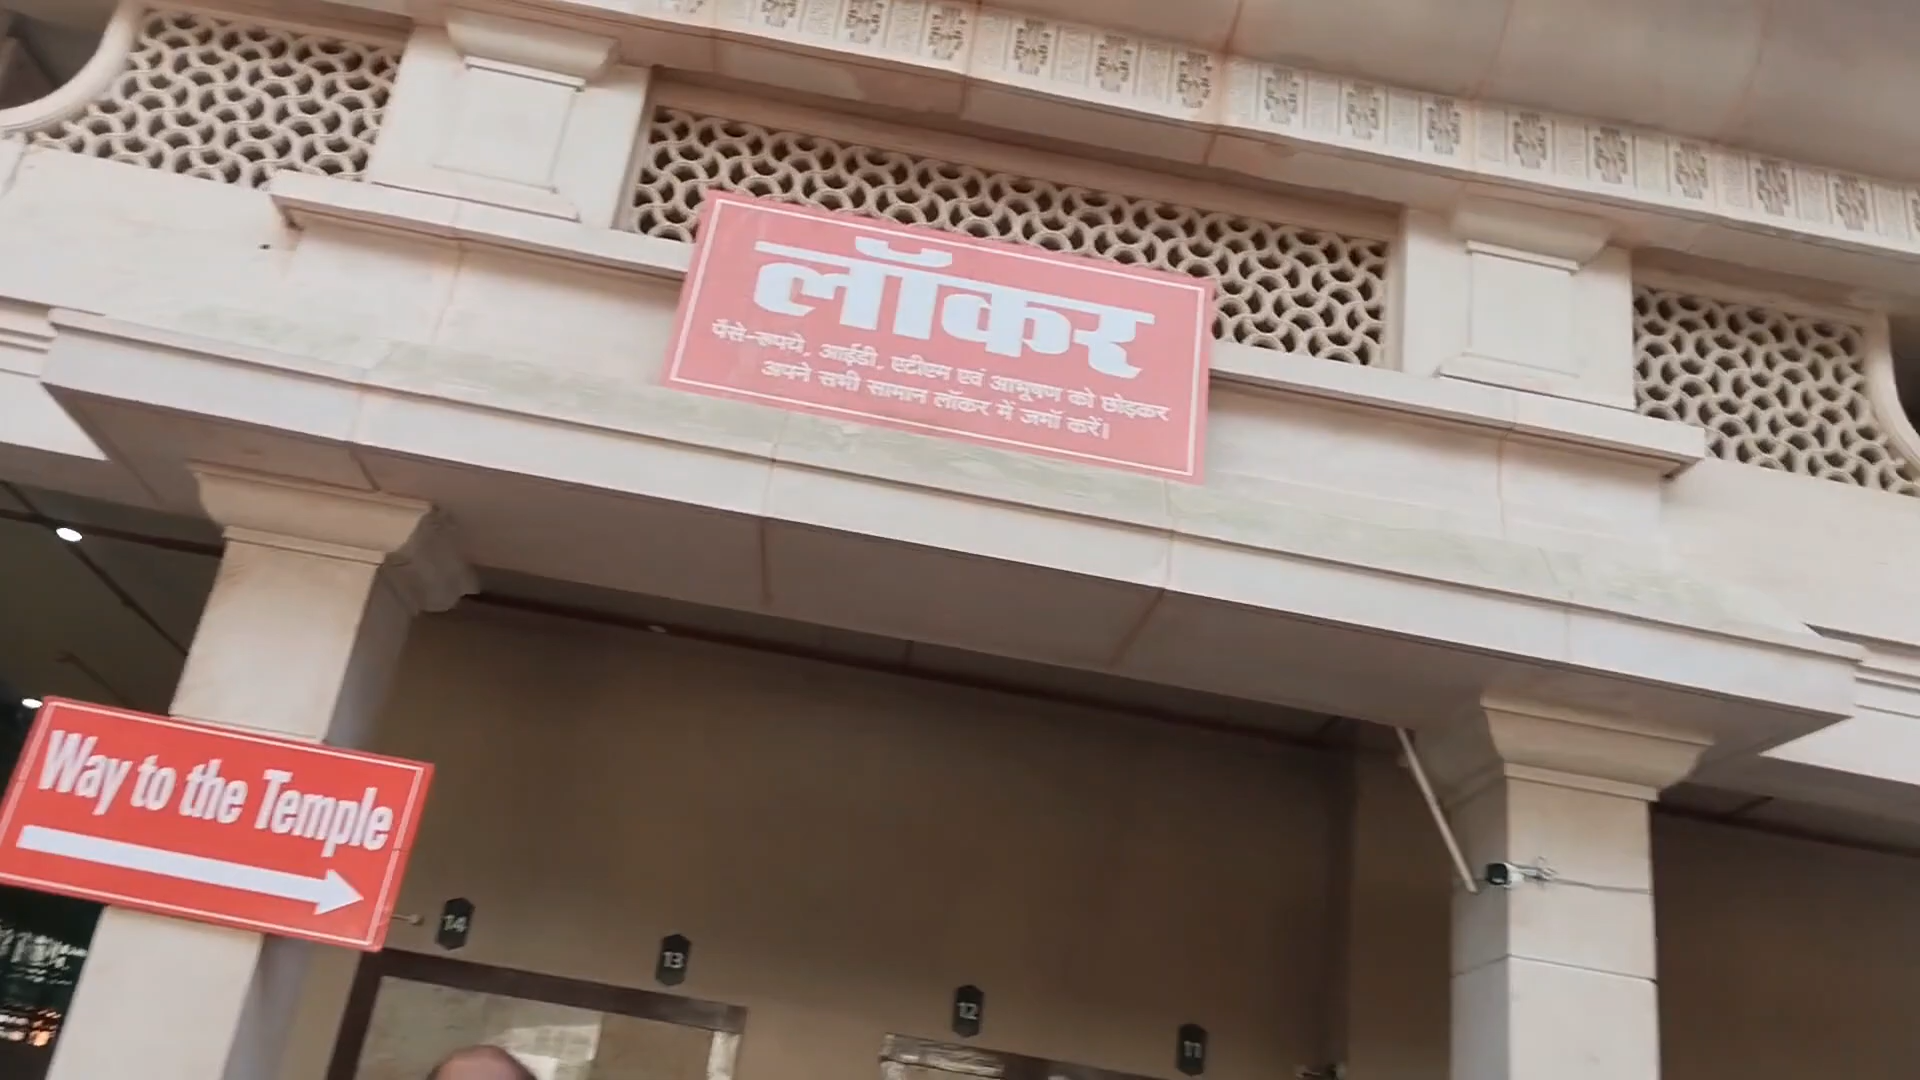 लॉकर
पैसे-रुपये, आईडी, एटीएम एवं आभूषण को छोड़कर
अपने सभी सामान लॉकर में जमॉ करें।
Way to the Temple
14
13
12
11